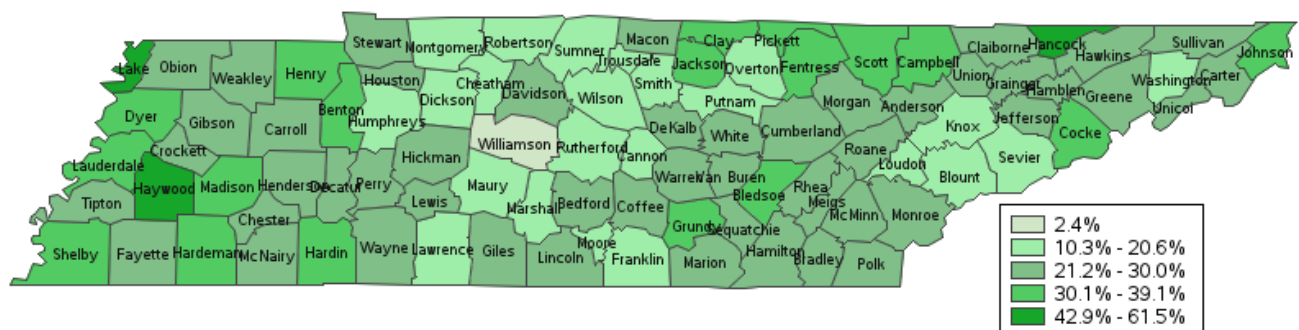 Stewart
Montgomery
Robertson
Sumner
Macon
Clay
Pickett
Claiborne
Hancock
Hawkins
Sullivan
Johnson
Lake
Obion
Weakley
Henry
Houston
Cheatham
Trousdale
Jackson
Overton
Fentress
Scott
Campbell
Union
Grainger
Hamblen
Greene
Washington
Carter
Unicol
Dyer
Gibson
Carroll
Benton
Humphreys
Dickson
Davidson
Wilson
Smith
Putnam
Morgan
Anderson
Knox
Jefferson
Cocke
Lauderdale
Crockett
Haywood
Madison
Henderson
Decatur
Perry
Hickman
Williamson
Rutherford
Cannon
DeKalb
White
Cumberland
Roane
Loudon
Blount
Sevier
Tipton
Chester
Lewis
Maury
Marshall
Bedford
Coffee
Warren
Van Buren
Bledsoe
Rhea
Meigs
McMinn
Monroe
Shelby
Fayette
Hardeman
McNairy
Hardin
Wayne
Lawrence
Giles
Lincoln
Moore
Franklin
Grundy
Sequatchie
Marion
Hamilton
Bradley
Polk
2.4%
10.3% - 20.6%
21.2% - 30.0%
30.1% - 39.1%
42.9% - 61.5%